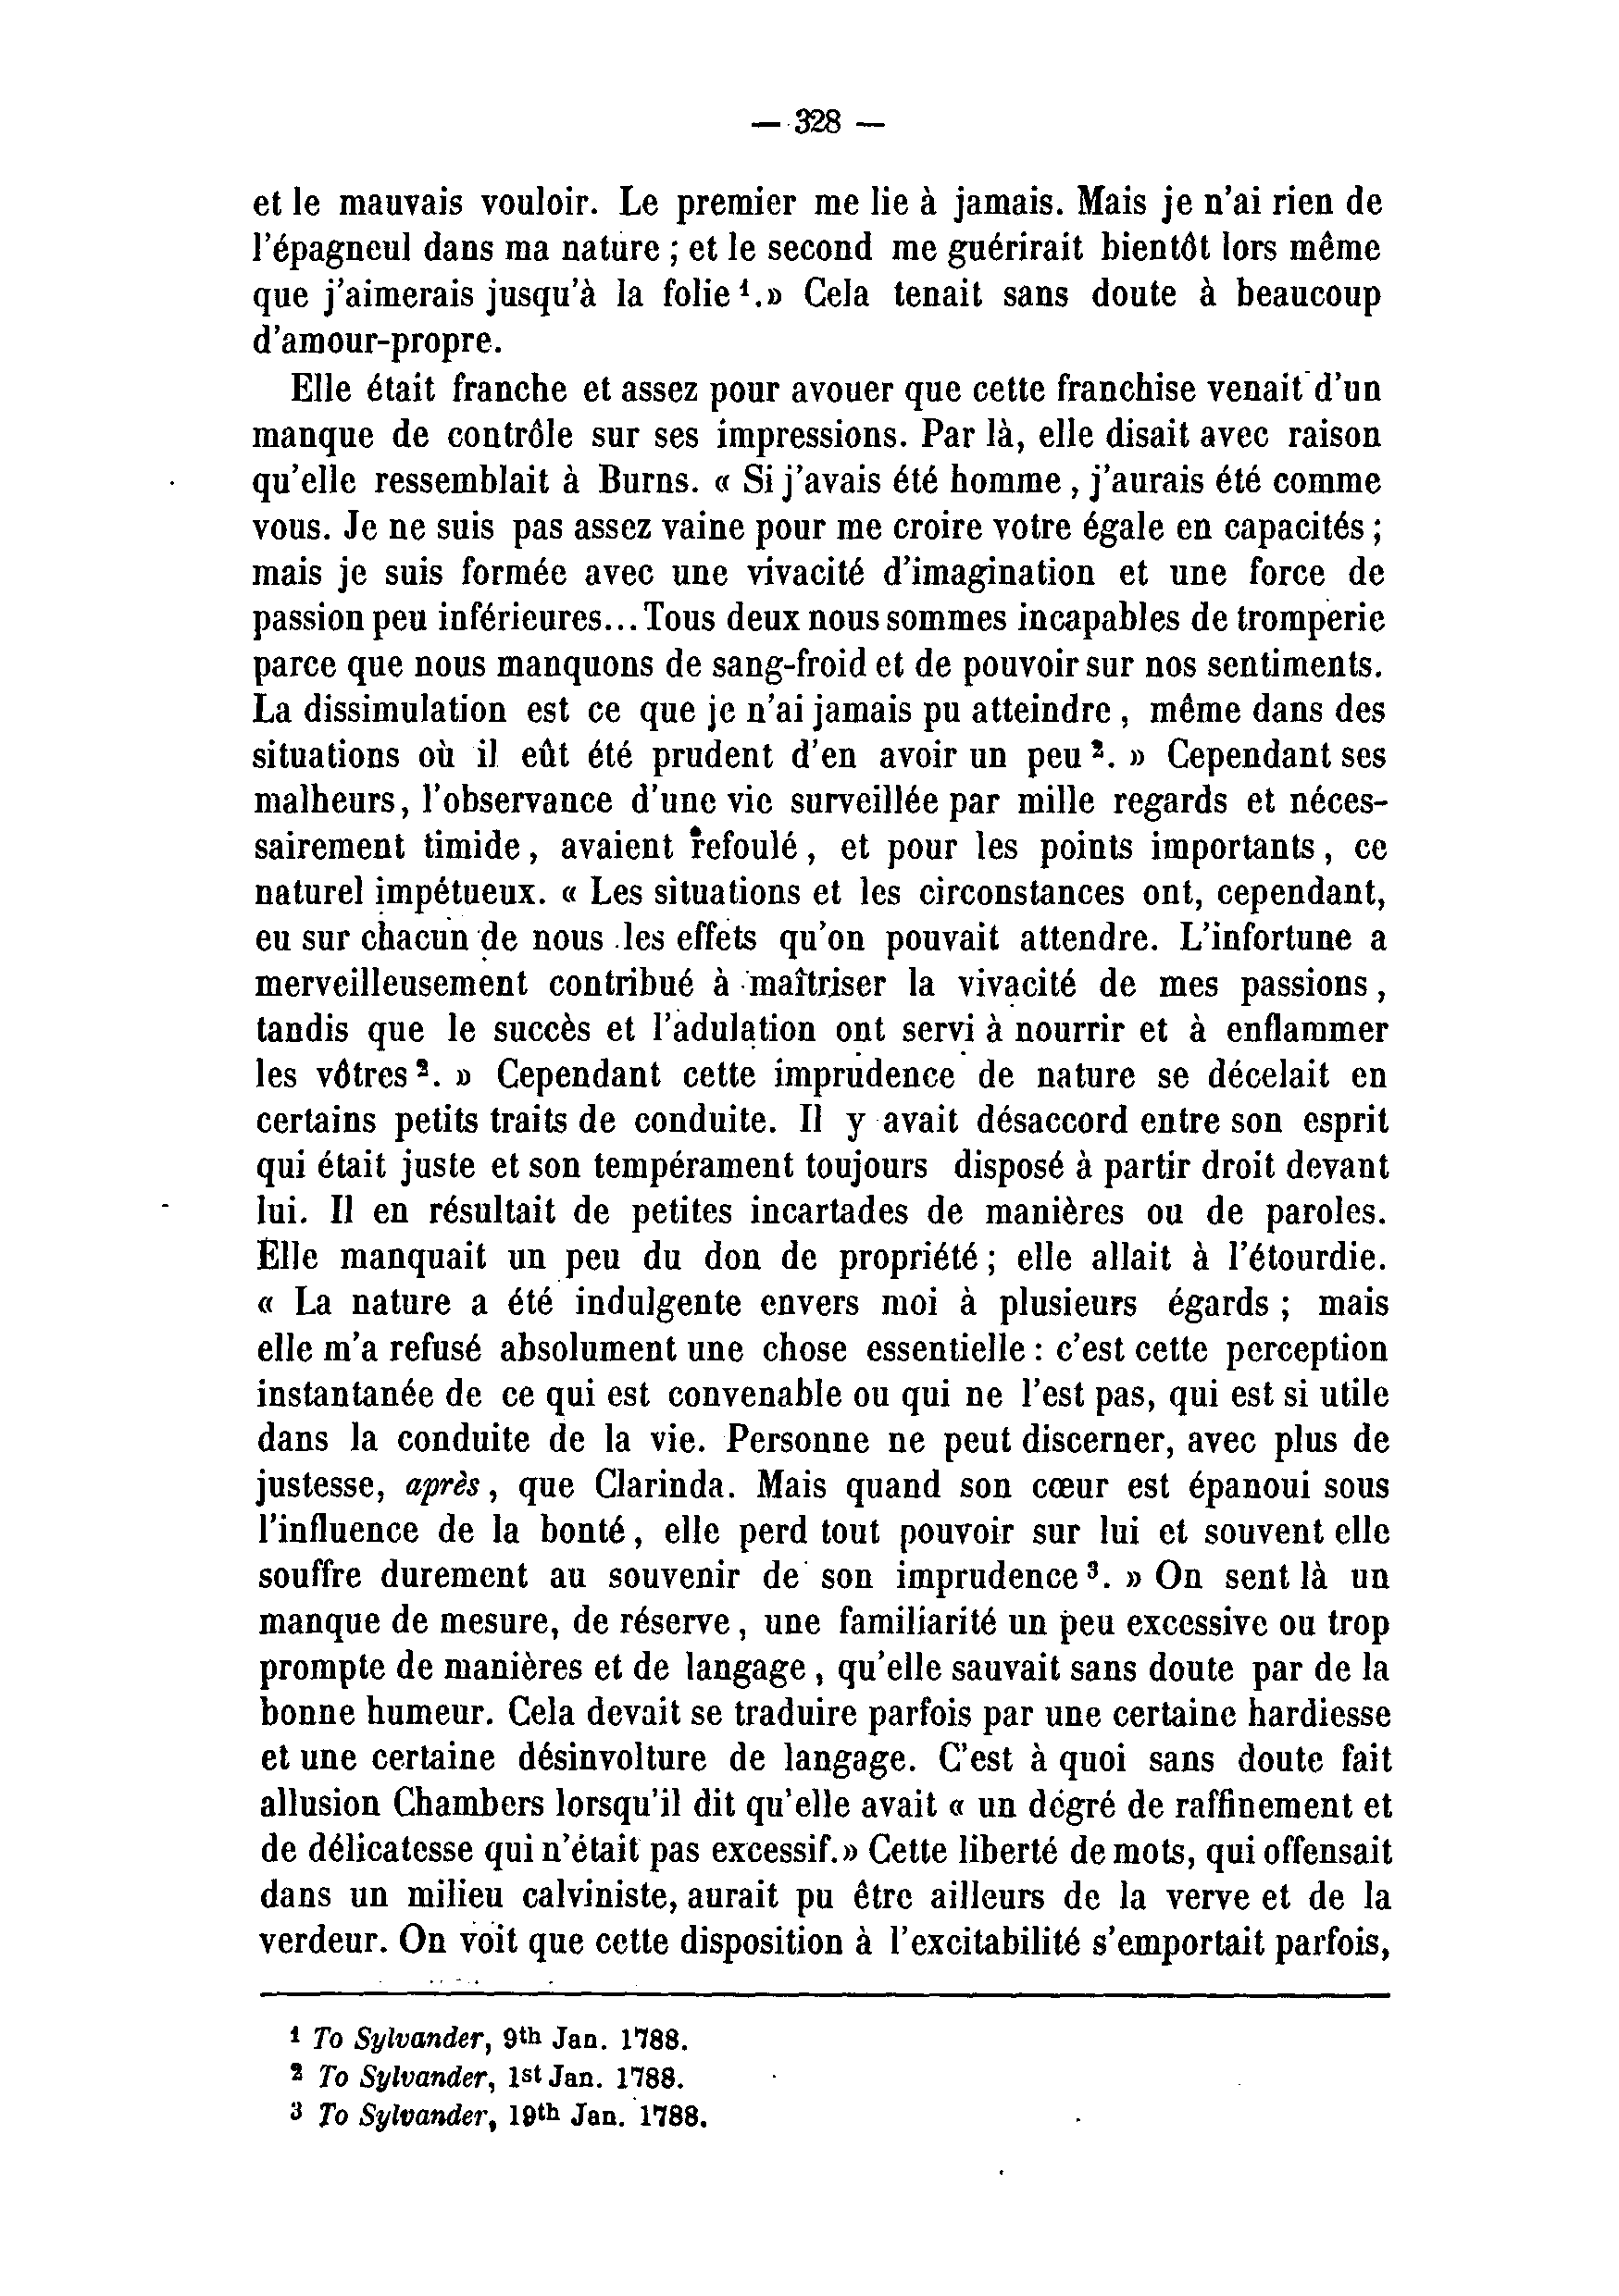 — 328 —
et le mauvais vouloir. Le premier me lie à jamais. Mais je n'ai rien de
l'épagneul dans ma nature ; et le second me guérirait bientôt lors même
que j'aimerais jusqu'à la folie ¹.» Cela tenait sans doute à beaucoup
d'amour-propre.
Elle était franche et assez pour avouer que cette franchise venait d'un
manque de contrôle sur ses impressions. Par là, elle disait avec raison
qu'elle ressemblait à Burns. « Si j'avais été homme, j'aurais été comme
vous. Je ne suis pas assez vaine pour me croire votre égale en capacités ;
mais je suis formée avec une vivacité d'imagination et une force de
passion peu inférieures... Tous deux nous sommes incapables de tromperie
parce que nous manquons de sang-froid et de pouvoir sur nos sentiments.
La dissimulation est ce que je n'ai jamais pu atteindre, même dans des
situations où il eût été prudent d'en avoir un peu ². » Cependant ses
malheurs, l'observance d'une vie surveillée par mille regards et néces-
sairement timide, avaient refoulé, et pour les points importants, ce
naturel impétueux. « Les situations et les circonstances ont, cependant,
eu sur chacun de nous les effets qu'on pouvait attendre. L'infortune a
merveilleusement contribué à maîtriser la vivacité de mes passions,
tandis que le succès et l'adulation ont servi à nourrir et à enflammer
les vôtres ². » Cependant cette imprudence de nature se décelait en
certains petits traits de conduite. Il y avait désaccord entre son esprit
qui était juste et son tempérament toujours disposé à partir droit devant
lui. Il en résultait de petites incartades de manières ou de paroles.
Elle manquait un peu du don de propriété ; elle allait à l'étourdie.
« La nature a été indulgente envers moi à plusieurs égards ; mais
elle m'a refusé absolument une chose essentielle : c'est cette perception
instantanée de ce qui est convenable ou qui ne l'est pas, qui est si utile
dans la conduite de la vie. Personne ne peut discerner, avec plus de
justesse, après, que Clarinda. Mais quand son cœur est épanoui sous
l'influence de la bonté, elle perd tout pouvoir sur lui et souvent elle
souffre durement au souvenir de son imprudence ³. » On sent là un
manque de mesure, de réserve, une familiarité un peu excessive ou trop
prompte de manières et de langage, qu'elle sauvait sans doute par de la
bonne humeur. Cela devait se traduire parfois par une certaine hardiesse
et une certaine désinvolture de langage. C'est à quoi sans doute fait
allusion Chambers lorsqu'il dit qu'elle avait « un dégré de raffinement et
de délicatesse qui n'était pas excessif.» Cette liberté de mots, qui offensait
dans un milieu calviniste, aurait pu être ailleurs de la verve et de la
verdeur. On voit que cette disposition à l'excitabilité s'emportait parfois,
¹ To Sylvander, 9th Jan. 1788.
² To Sylvander, 1st Jan. 1788.
³ To Sylvander, 19th Jan. 1788.